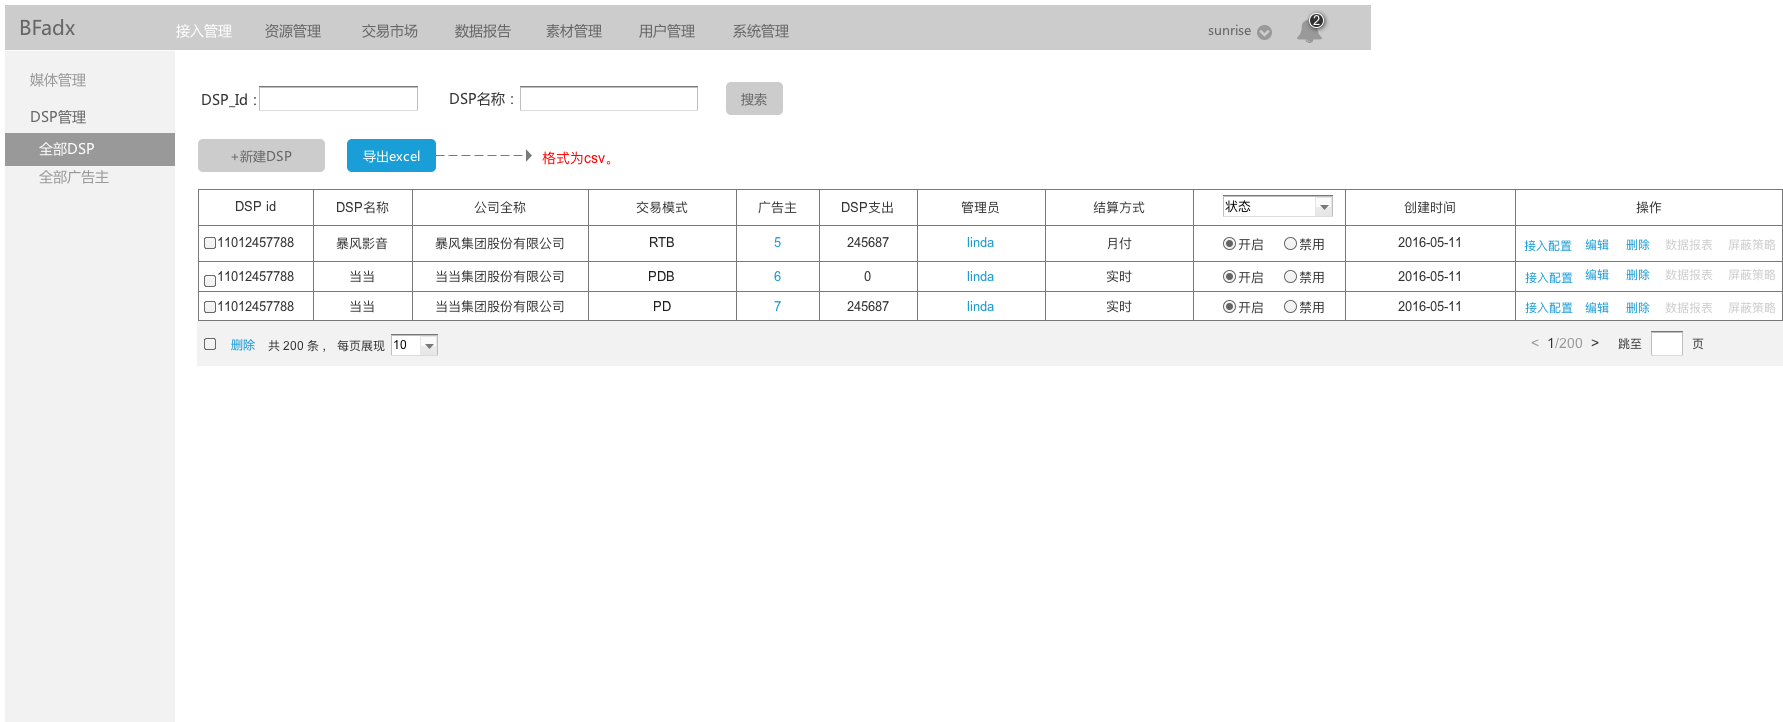 BFadx 接入管理 资源管理 交易市场 数据报告 素材管理 用户管理 系统管理 sunrise 2
媒体管理
DSP管理
全部DSP
全部广告主
DSP_Id : DSP名称 : 搜索
+新建DSP 导出excel 格式为csv。
DSP id DSP名称 公司全称 交易模式 广告主 DSP支出 管理员 结算方式 状态 创建时间 操作
11012457788 暴风影音 暴风集团股份有限公司 RTB 5 245687 linda 月付 开启 禁用 2016-05-11 接入配置 编辑 删除 数据报表 屏蔽策略
11012457788 当当 当当集团股份有限公司 PDB 6 0 linda 实时 开启 禁用 2016-05-11 接入配置 编辑 删除 数据报表 屏蔽策略
11012457788 当当 当当集团股份有限公司 PD 7 245687 linda 实时 开启 禁用 2016-05-11 接入配置 编辑 删除 数据报表 屏蔽策略
删除 共 200 条， 每页展现 10 < 1/200 > 跳至 页